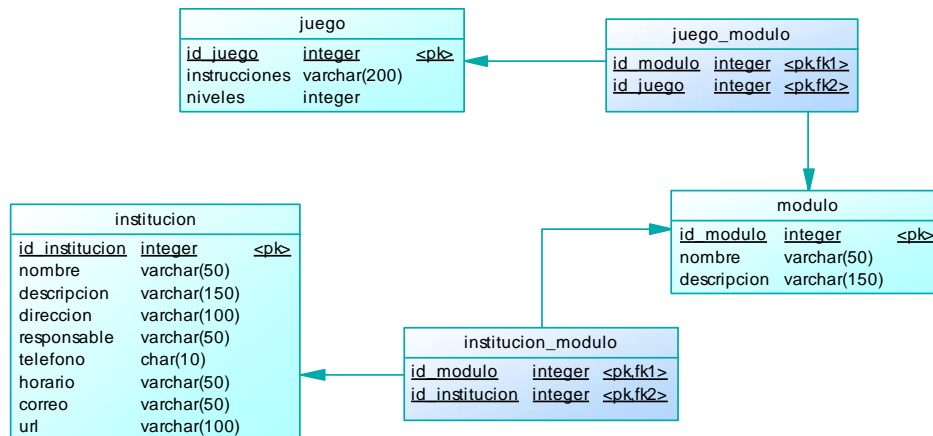 juego
id_juego integer <pk>
instrucciones varchar(200)
niveles integer
juego_modulo
id_modulo integer <pk,fk1>
id_juego integer <pk,fk2>
modulo
id_modulo integer <pk>
nombre varchar(50)
descripcion varchar(150)
institucion
id_institucion integer <pk>
nombre varchar(50)
descripcion varchar(150)
direccion varchar(100)
responsable varchar(50)
telefono char(10)
horario varchar(50)
correo varchar(50)
url varchar(100)
institucion_modulo
id_modulo integer <pk,fk1>
id_institucion integer <pk,fk2>